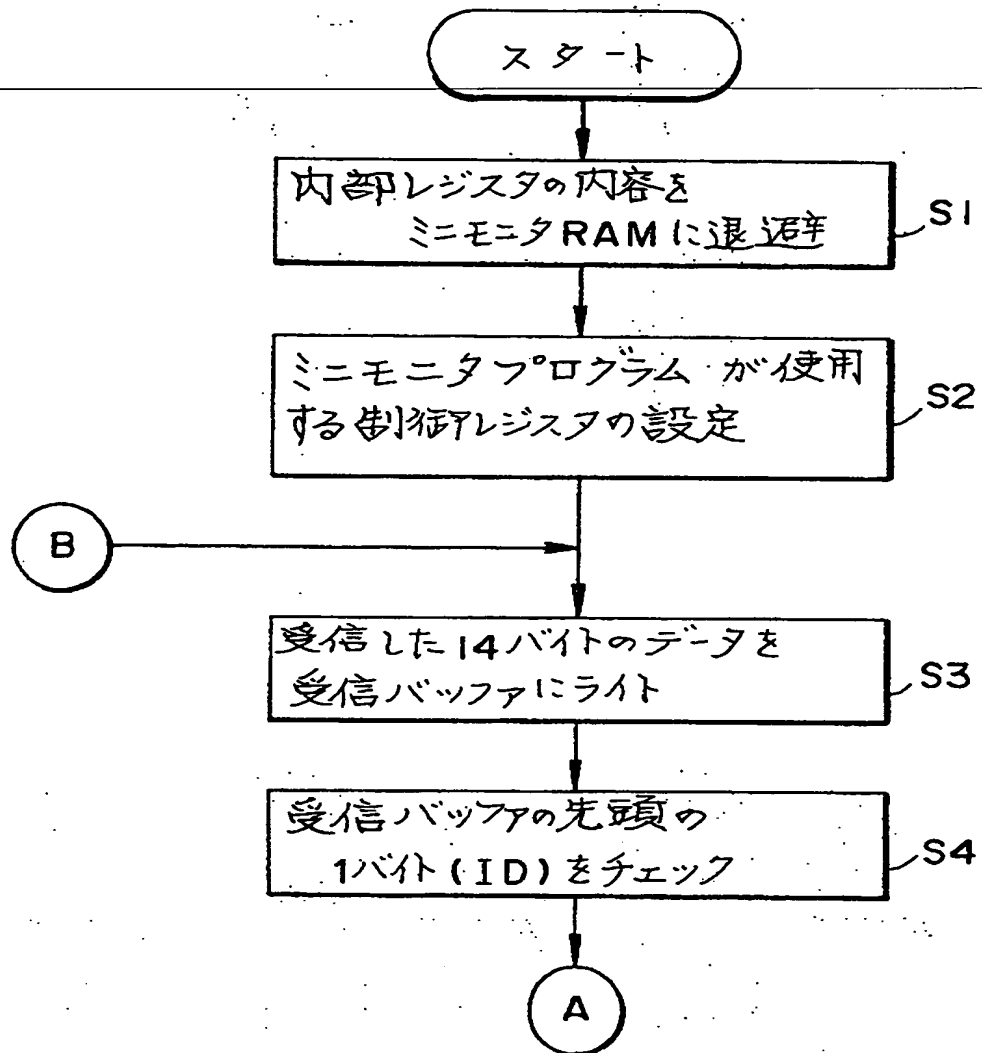 スタート
内部レジスタの内容を
ミニモニタRAMに退避
S1
ミニモニタプログラムが使用
する制御レジスタの設定
S2
B
受信した14バイトのデータを
受信バッファにライト
S3
受信バッファの先頭の
1バイト(ID)をチェック
S4
A